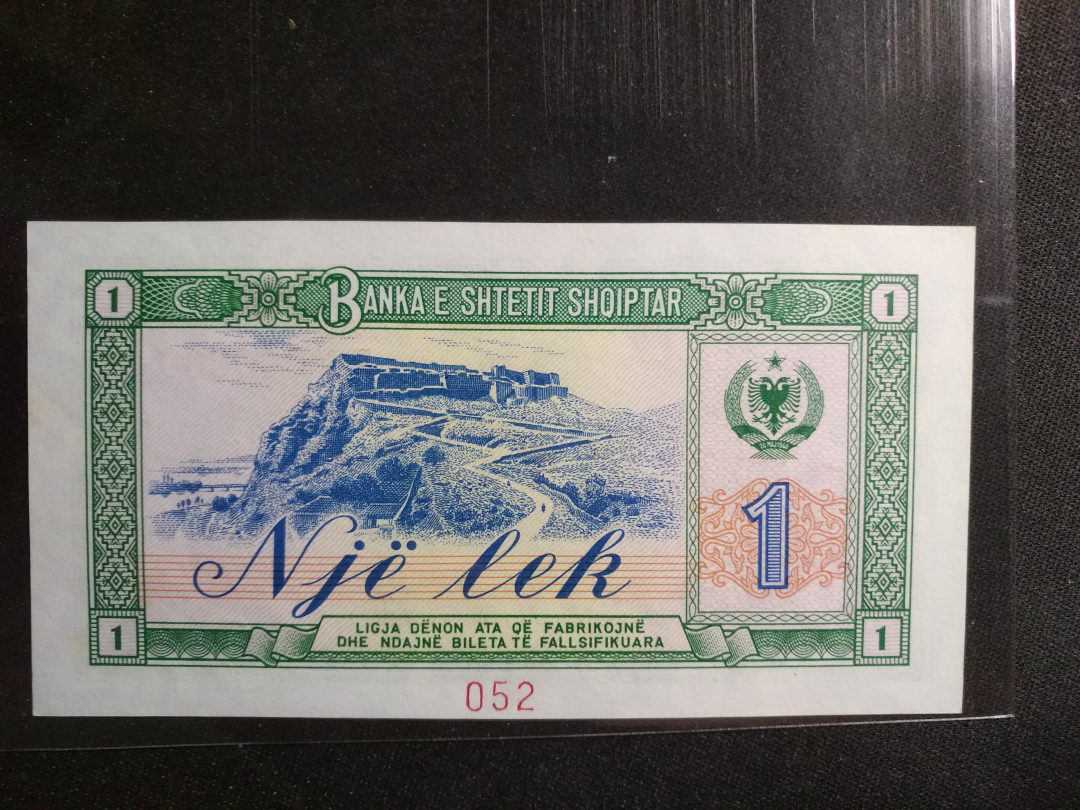 1 BANKA E SHTETIT SHQIPTAR 1
1
Një lek
1 LIGJA DËNON ATA QË FABRIKOJNË 1
DHE NDAJNË BILETA TË FALLSIFIKUARA
052